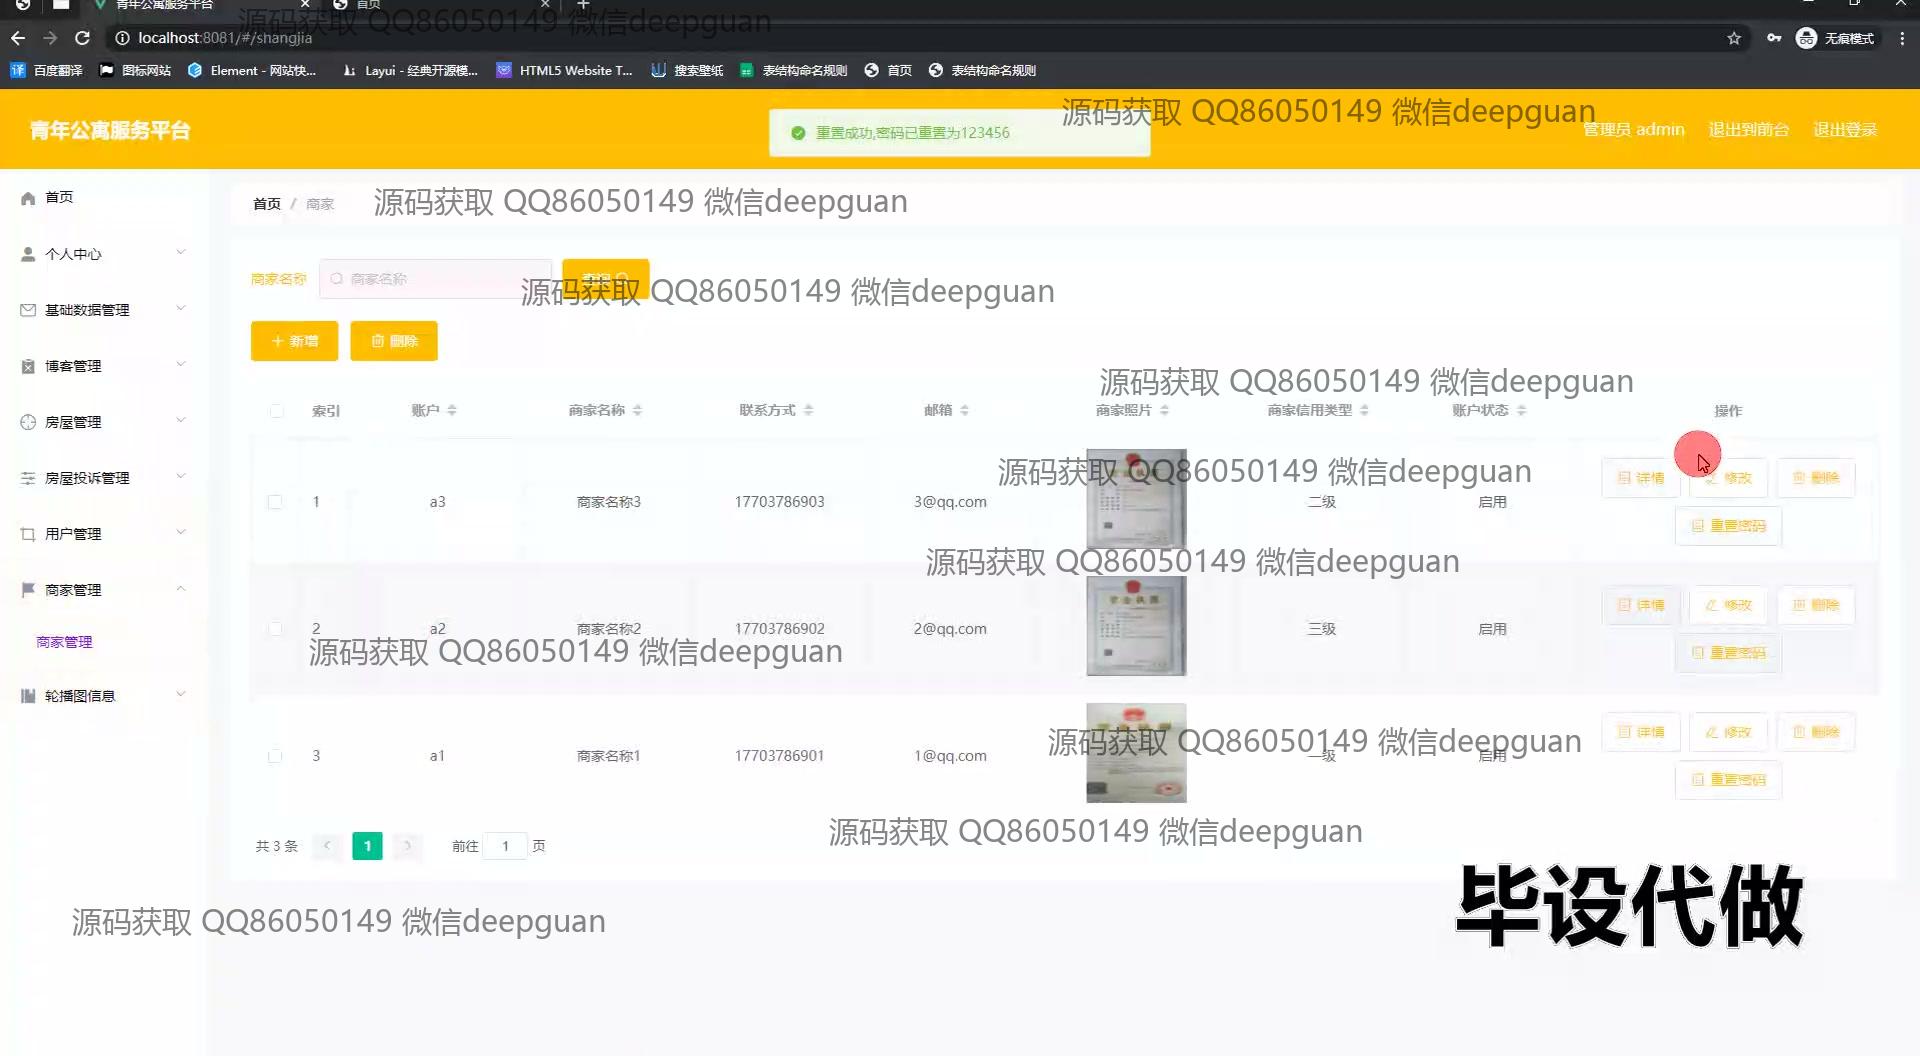 青年公寓服务平台
首页
localhost:8081/#/shangjia
无痕模式
百度翻译
图标网站
Element - 网站快...
Layui - 经典开源模...
HTML5 Website T...
搜索壁纸
表结构命名规则
首页
表结构命名规则
源码获取 QQ86050149 微信deepguan
青年公寓服务平台
重置成功,密码已重置为123456
源码获取 QQ86050149 微信deepguan
管理员 admin
退出到前台
退出登录
首页
个人中心
基础数据管理
博客管理
房屋管理
房屋投诉管理
用户管理
商家管理
商家管理
轮播图信息
首页 / 商家
源码获取 QQ86050149 微信deepguan
商家名称
商家名称
源码获取 QQ86050149 微信deepguan
新增
删除
源码获取 QQ86050149 微信deepguan
索引 账户 商家名称 联系方式 邮箱 商家照片 商家信用类型 账户状态 操作
源码获取 QQ86050149 微信deepguan
1 a3 商家名称3 17703786903 3@qq.com 二级 启用 详情 修改 删除
重置密码
源码获取 QQ86050149 微信deepguan
2 a2 商家名称2 17703786902 2@qq.com 三级 启用 详情 修改 删除
重置密码
源码获取 QQ86050149 微信deepguan
源码获取 QQ86050149 微信deepguan
3 a1 商家名称1 17703786901 1@qq.com 一级 启用 详情 修改 删除
重置密码
源码获取 QQ86050149 微信deepguan
共 3 条 1 前往 1 页
毕设代做
源码获取 QQ86050149 微信deepguan